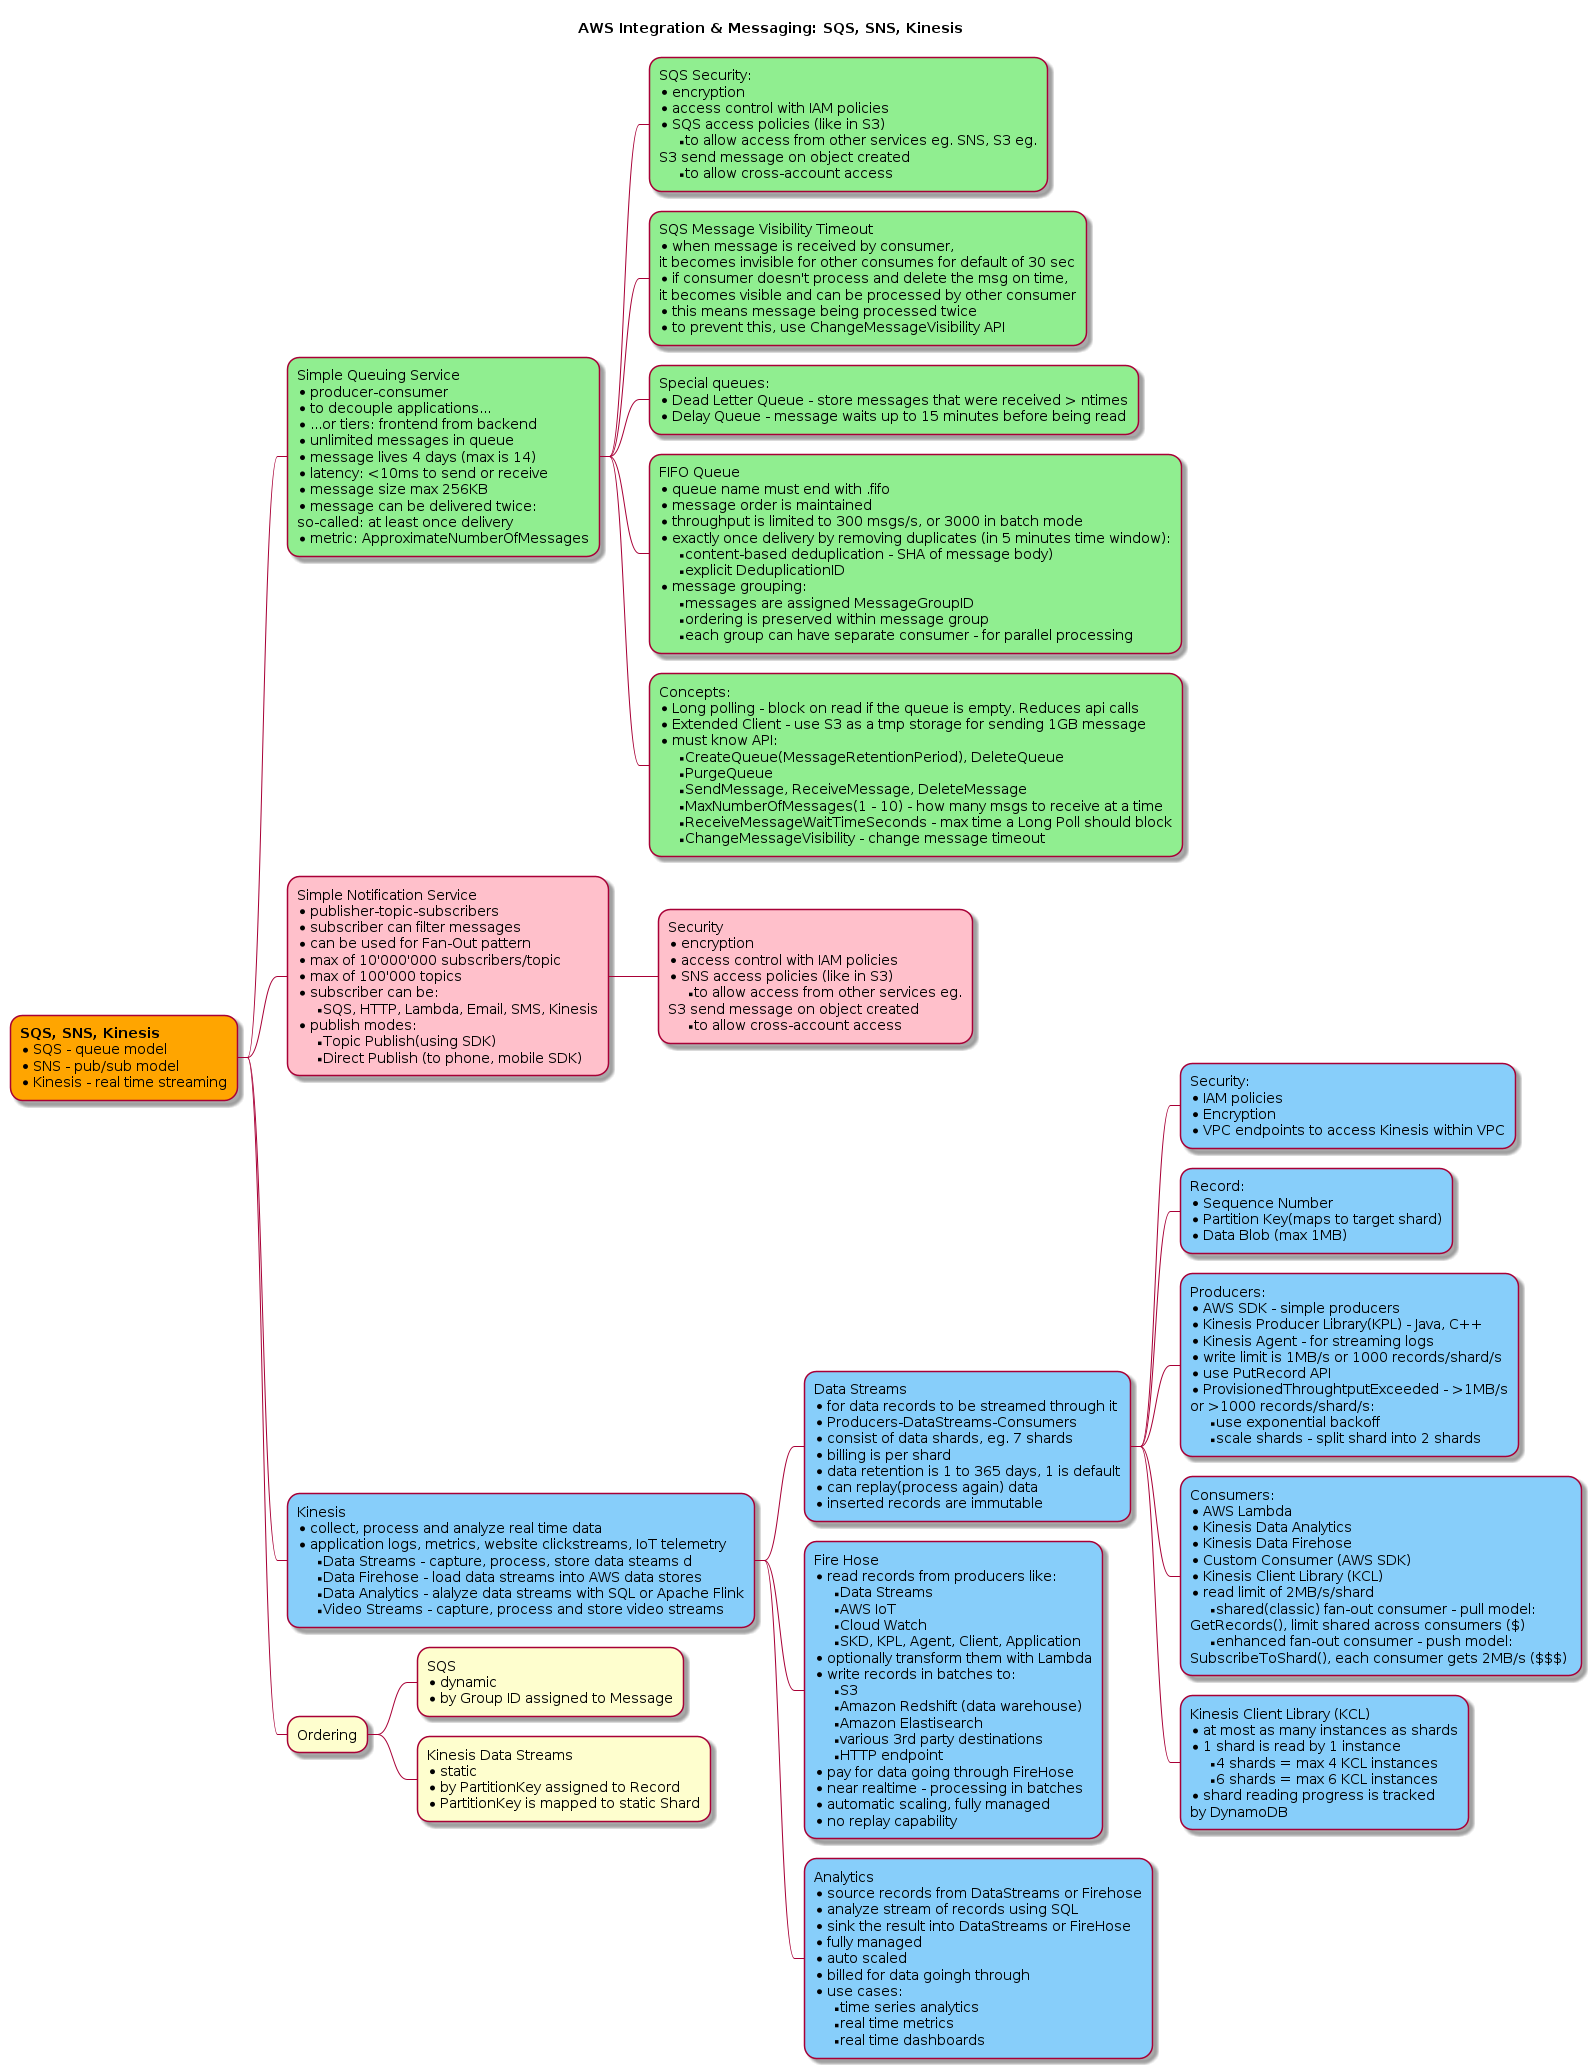 AWS Integration & Messaging: SQS, SNS, Kinesis
SQS, SNS, Kinesis
• SQS - queue model
• SNS - pub/sub model
• Kinesis - real time streaming
Simple Queuing Service
• producer-consumer
• to decouple applications...
• ...or tiers: frontend from backend
• unlimited messages in queue
• message lives 4 days (max is 14)
• latency: <10ms to send or receive
• message size max 256KB
• message can be delivered twice:
so-called: at least once delivery
• metric: ApproximateNumberOfMessages
SQS Security:
• encryption
• access control with IAM policies
• SQS access policies (like in S3)
▪to allow access from other services eg. SNS, S3 eg.
S3 send message on object created
▪to allow cross-account access
SQS Message Visibility Timeout
• when message is received by consumer,
it becomes invisible for other consumes for default of 30 sec
• if consumer doesn't process and delete the msg on time,
it becomes visible and can be processed by other consumer
• this means message being processed twice
• to prevent this, use ChangeMessageVisibility API
Special queues:
• Dead Letter Queue - store messages that were received > ntimes
• Delay Queue - message waits up to 15 minutes before being read
FIFO Queue
• queue name must end with .fifo
• message order is maintained
• throughput is limited to 300 msgs/s, or 3000 in batch mode
• exactly once delivery by removing duplicates (in 5 minutes time window):
▪content-based deduplication - SHA of message body)
▪explicit DeduplicationID
• message grouping:
▪messages are assigned MessageGroupID
▪ordering is preserved within message group
▪each group can have separate consumer - for parallel processing
Concepts:
• Long polling - block on read if the queue is empty. Reduces api calls
• Extended Client - use S3 as a tmp storage for sending 1GB message
• must know API:
▪CreateQueue(MessageRetentionPeriod), DeleteQueue
▪PurgeQueue
▪SendMessage, ReceiveMessage, DeleteMessage
▪MaxNumberOfMessages(1 - 10) - how many msgs to receive at a time
▪ReceiveMessageWaitTimeSeconds - max time a Long Poll should block
▪ChangeMessageVisibility - change message timeout
Simple Notification Service
• publisher-topic-subscribers
• subscriber can filter messages
• can be used for Fan-Out pattern
• max of 10'000'000 subscribers/topic
• max of 100'000 topics
• subscriber can be:
▪SQS, HTTP, Lambda, Email, SMS, Kinesis
• publish modes:
▪Topic Publish(using SDK)
▪Direct Publish (to phone, mobile SDK)
Security
• encryption
• access control with IAM policies
• SNS access policies (like in S3)
▪to allow access from other services eg.
S3 send message on object created
▪to allow cross-account access
Kinesis
• collect, process and analyze real time data
• application logs, metrics, website clickstreams, IoT telemetry
▪Data Streams - capture, process, store data steams d
▪Data Firehose - load data streams into AWS data stores
▪Data Analytics - alalyze data streams with SQL or Apache Flink
▪Video Streams - capture, process and store video streams
Data Streams
• for data records to be streamed through it
• Producers-DataStreams-Consumers
• consist of data shards, eg. 7 shards
• billing is per shard
• data retention is 1 to 365 days, 1 is default
• can replay(process again) data
• inserted records are immutable
Security:
• IAM policies
• Encryption
• VPC endpoints to access Kinesis within VPC
Record:
• Sequence Number
• Partition Key(maps to target shard)
• Data Blob (max 1MB)
Producers:
• AWS SDK - simple producers
• Kinesis Producer Library(KPL) - Java, C++
• Kinesis Agent - for streaming logs
• write limit is 1MB/s or 1000 records/shard/s
• use PutRecord API
• ProvisionedThroughtputExceeded - >1MB/s
or >1000 records/shard/s:
▪use exponential backoff
▪scale shards - split shard into 2 shards
Consumers:
• AWS Lambda
• Kinesis Data Analytics
• Kinesis Data Firehose
• Custom Consumer (AWS SDK)
• Kinesis Client Library (KCL)
• read limit of 2MB/s/shard
▪shared(classic) fan-out consumer - pull model:
GetRecords(), limit shared across consumers ($)
▪enhanced fan-out consumer - push model:
SubscribeToShard(), each consumer gets 2MB/s ($$$)
Kinesis Client Library (KCL)
• at most as many instances as shards
• 1 shard is read by 1 instance
▪4 shards = max 4 KCL instances
▪6 shards = max 6 KCL instances
• shard reading progress is tracked
by DynamoDB
Fire Hose
• read records from producers like:
▪Data Streams
▪AWS IoT
▪Cloud Watch
▪SKD, KPL, Agent, Client, Application
• optionally transform them with Lambda
• write records in batches to:
▪S3
▪Amazon Redshift (data warehouse)
▪Amazon Elastisearch
▪various 3rd party destinations
▪HTTP endpoint
• pay for data going through FireHose
• near realtime - processing in batches
• automatic scaling, fully managed
• no replay capability
Analytics
• source records from DataStreams or Firehose
• analyze stream of records using SQL
• sink the result into DataStreams or FireHose
• fully managed
• auto scaled
• billed for data goingh through
• use cases:
▪time series analytics
▪real time metrics
▪real time dashboards
Ordering
SQS
• dynamic
• by Group ID assigned to Message
Kinesis Data Streams
• static
• by PartitionKey assigned to Record
• PartitionKey is mapped to static Shard